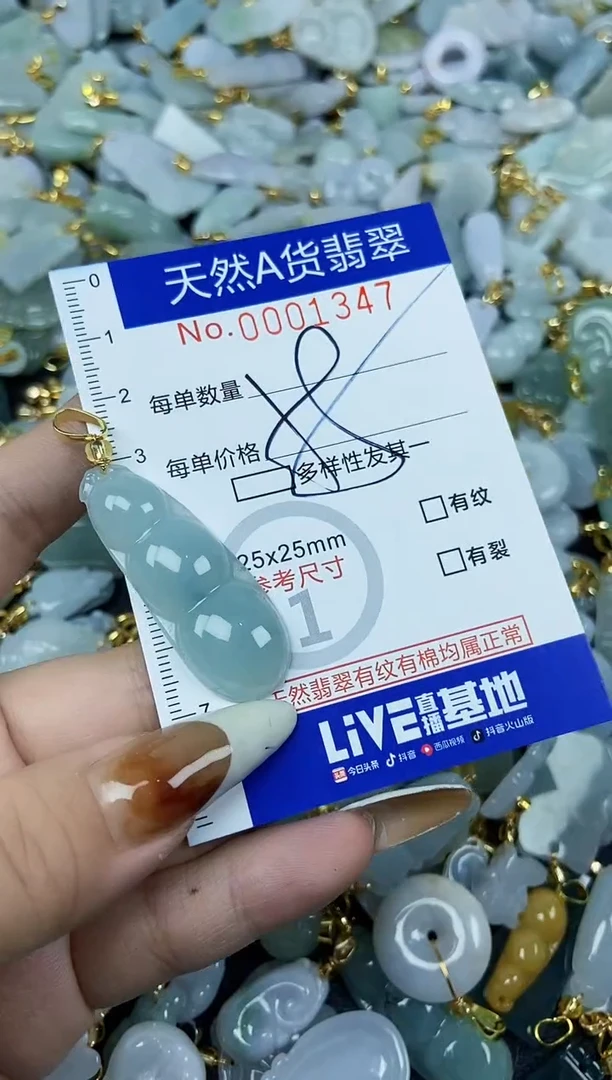 天然A货翡翠
No.0001347
0
1
2
3
7
每单数量
每单价格
多样性发其一
有纹
25x25mm
有裂
参考尺寸
1
天然翡翠有纹有棉均属正常
LiVE直播基地
头条 今日头条 抖音 西瓜视频 抖音火山版